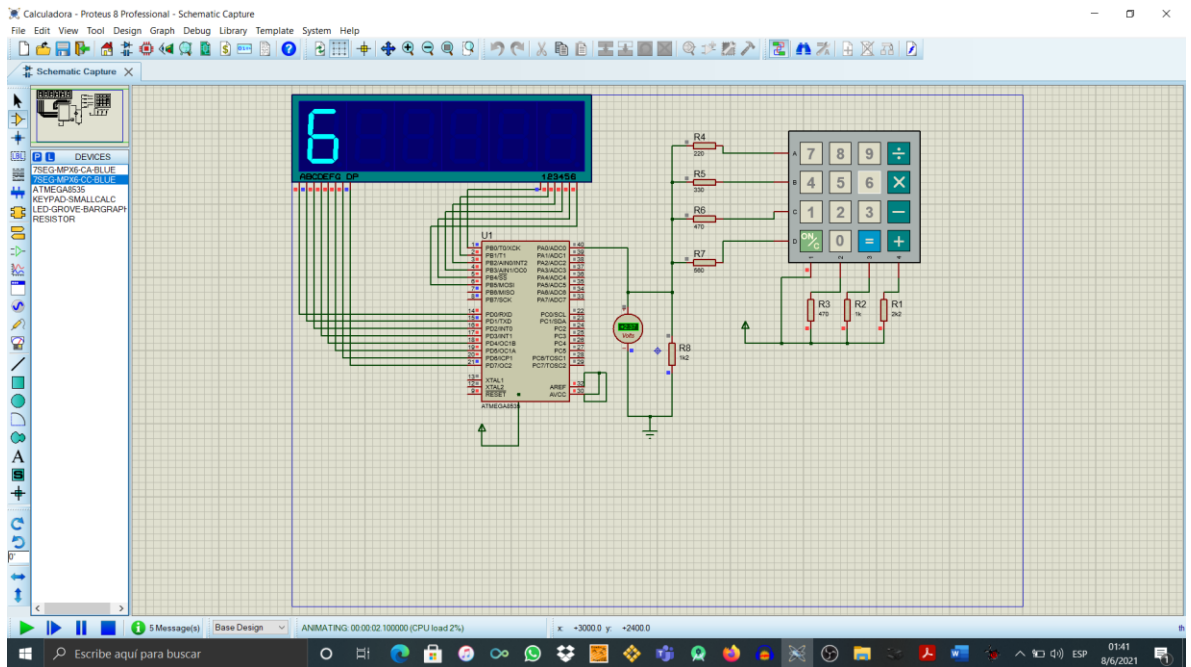 Calculadora - Proteus 8 Professional - Schematic Capture
File Edit View Tool Design Graph Debug Library Template System Help
Schematic Capture
P L DEVICES
7SEG-MPX6-CA-BLUE
7SEG-MPX6-CC-BLUE
ATMEGA8535
KEYPAD-SMALLCALC
LED-GROVE-BARGRAPH
RESISTOR
6
ABCDEFG DP 123456
U1
PB0/T0/XCK PA0/ADC0
PB1/T1 PA1/ADC1
PB2/AIN0/INT2 PA2/ADC2
PB3/AIN1/OC0 PA3/ADC3
PB4/SS PA4/ADC4
PB5/MOSI PA5/ADC5
PB6/MISO PA6/ADC6
PB7/SCK PA7/ADC7
PD0/RXD PC0/SCL
PD1/TXD PC1/SDA
PD2/INT0 PC2
PD3/INT1 PC3
PD4/OC1B PC4
PD5/OC1A PC5
PD6/ICP1 PC6/TOSC1
PD7/OC2 PC7/TOSC2
XTAL1
XTAL2 AREF
RESET AVCC
ATMEGA8535
Volts
R4
220
R5
330
R6
470
R7
560
R8
1k2
A 7 8 9 ÷
B 4 5 6 ×
C 1 2 3 −
D ON/C 0 = +
1 2 3 4
R3
470
R2
1k
R1
2k2
5 Message(s)
Base Design
ANIMATING: 00:00:02.100000 (CPU load 2%)
x: +3000.0 y: +2400.0
th
Escribe aquí para buscar
ESP
01:41
8/6/2021